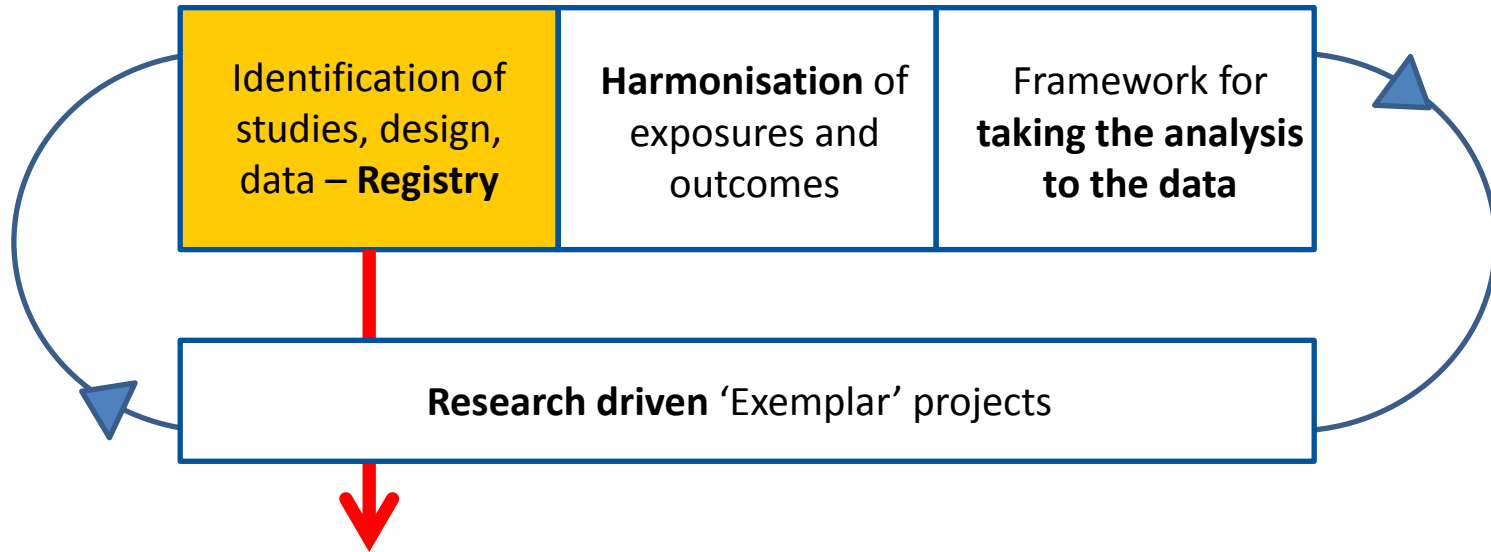 Identification of
studies, design,
data – Registry
Harmonisation of
exposures and
outcomes
Framework for
taking the analysis
to the data
Research driven ‘Exemplar’ projects